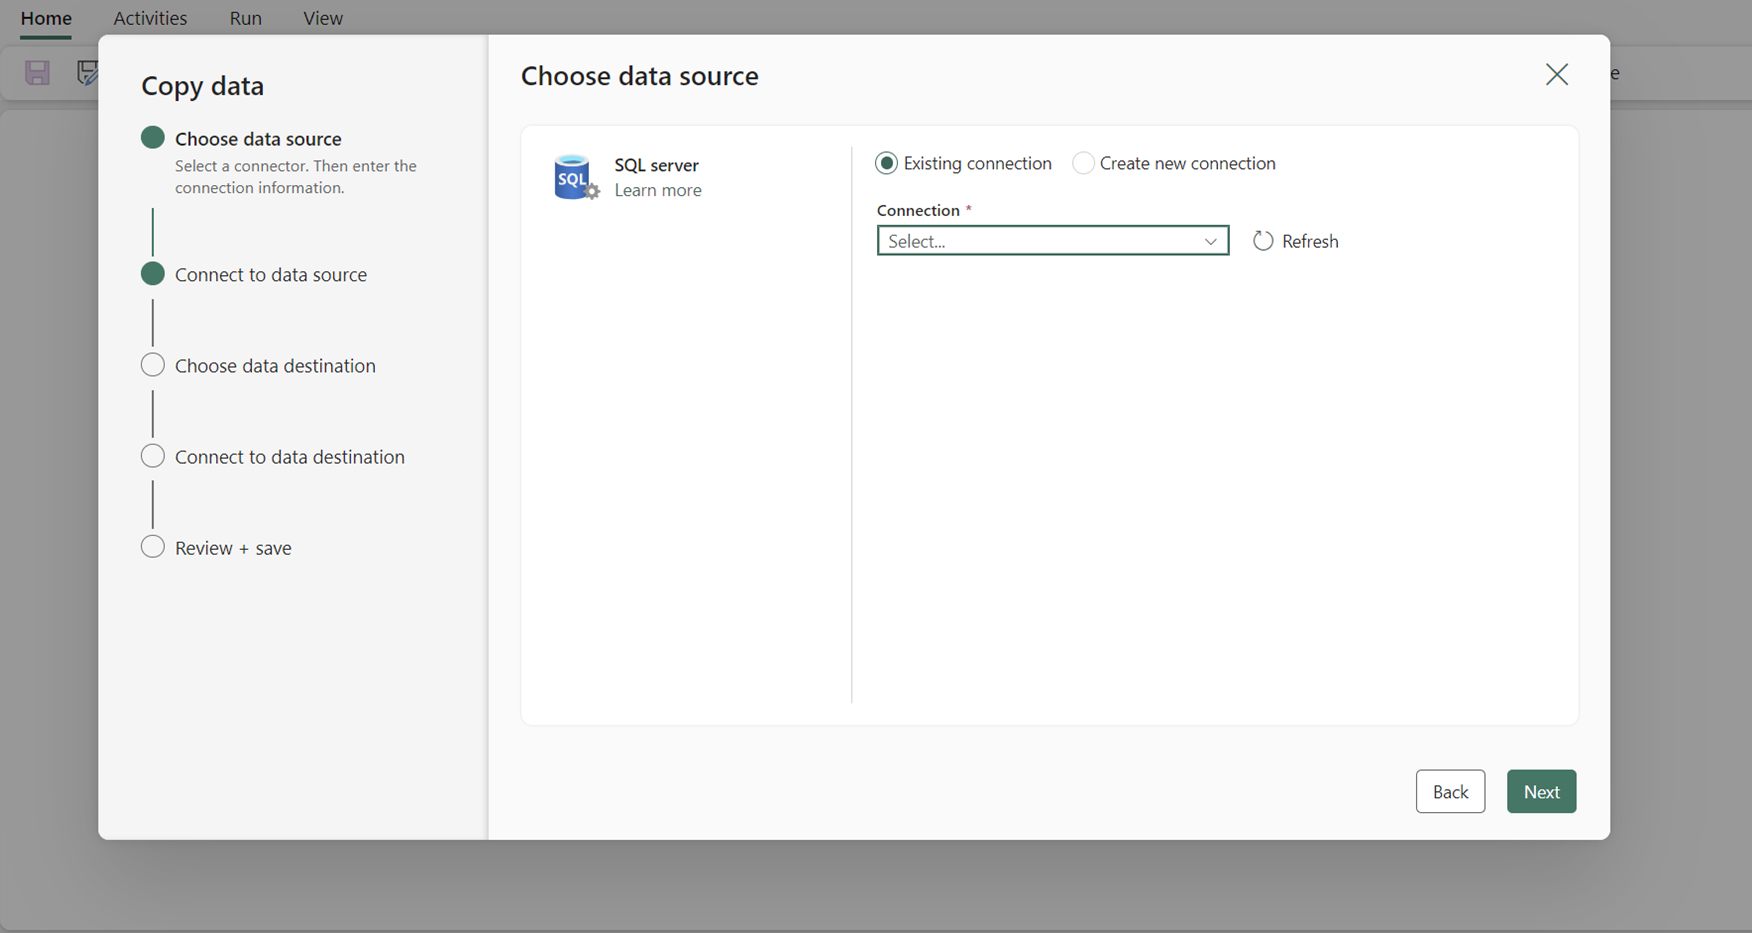 Home Activities Run View
e
Copy data
Choose data source
Select a connector. Then enter the
connection information.
Connect to data source
Choose data destination
Connect to data destination
Review + save
Choose data source
SQL
SQL server
Learn more
Existing connection Create new connection
Connection *
Select... Refresh
Back Next